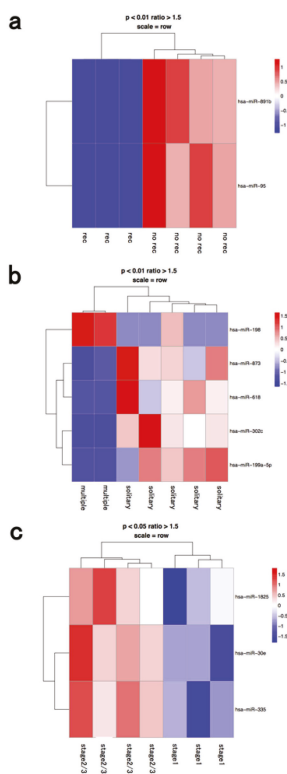 a
p < 0.01 ratio > 1.5
scale = row
1
0.5
0
−0.5
−1
hsa−miR−891b
hsa−miR−95
rec
rec
rec
no rec
no rec
no rec
no rec
b
p < 0.01 ratio > 1.5
scale = row
1.5
1
0.5
0
−0.5
−1
−1.5
hsa−miR−188
hsa−miR−873
hsa−miR−618
hsa−miR−302c
hsa−miR−199a−5p
multiple
multiple
solitary
solitary
solitary
solitary
solitary
c
p < 0.05 ratio > 1.5
scale = row
1.5
1
0.5
0
−0.5
−1
−1.5
hsa−miR−1825
hsa−miR−30e
hsa−miR−335
stage2/3
stage2/3
stage2/3
stage2/3
stage1
stage1
stage1